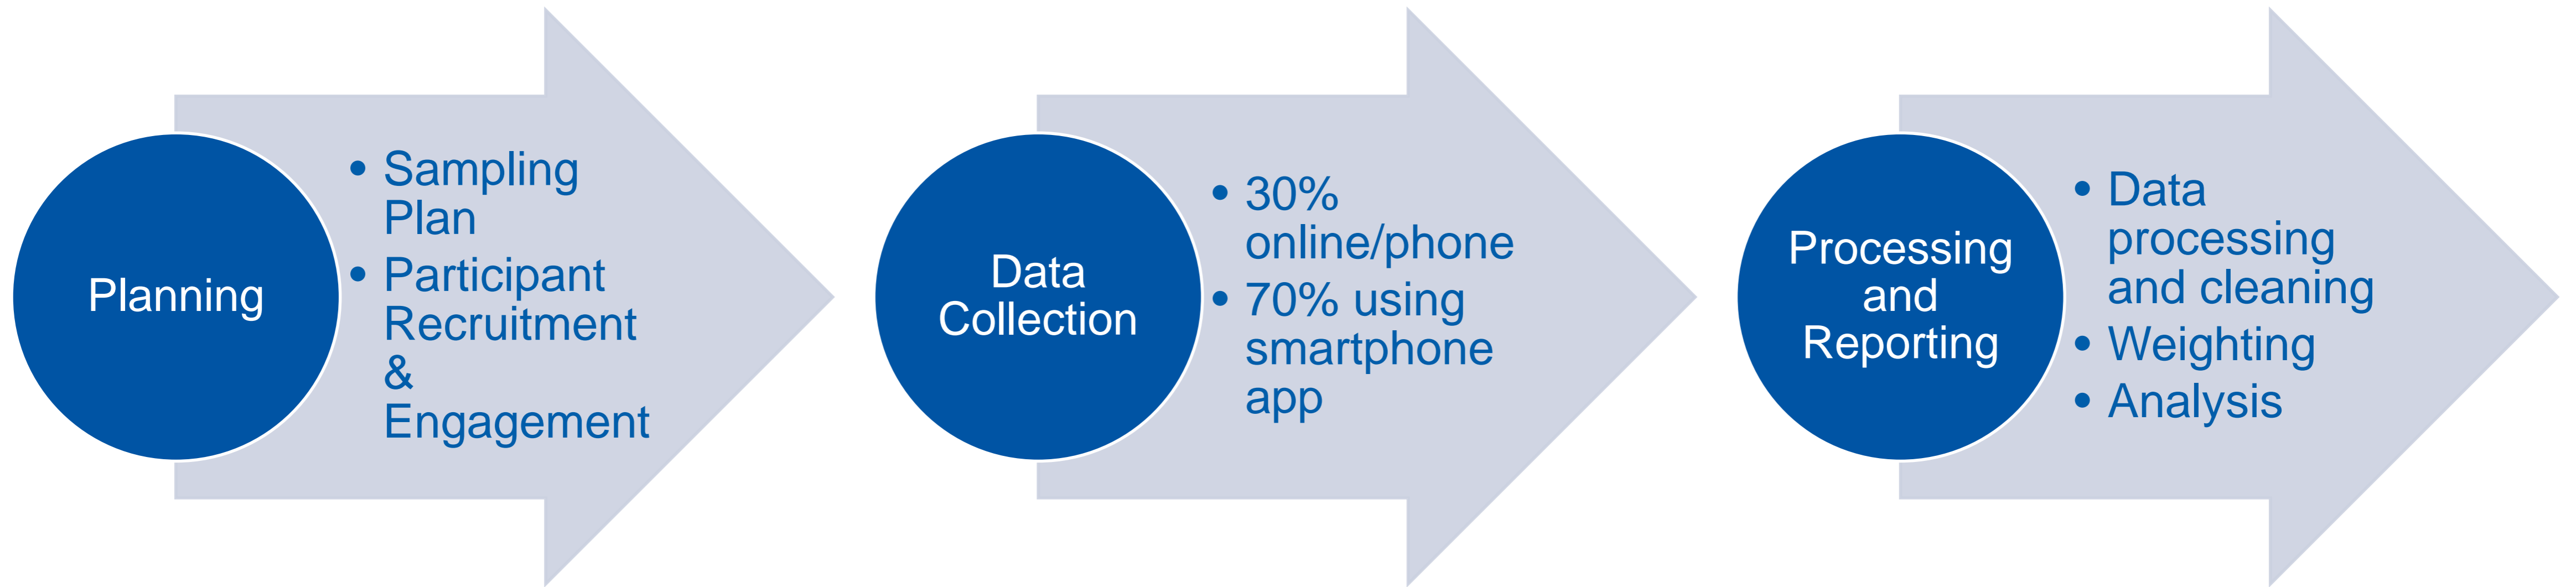 Planning
• Sampling
Plan
• Participant
Recruitment
&
Engagement
Data
Collection
• 30%
online/phone
• 70% using
smartphone
app
Processing
and
Reporting
• Data
processing
and cleaning
• Weighting
• Analysis